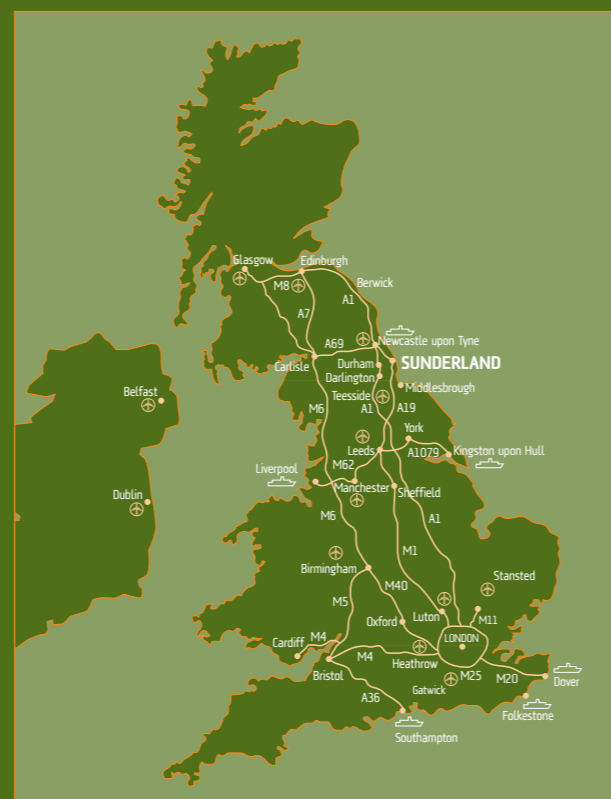 Glasgow
Edinburgh
M8
Berwick
A1
A7
A69
Newcastle upon Tyne
Carlisle
Durham
SUNDERLAND
Darlington
Middlesbrough
Teesside
Belfast
M6
A1
A19
York
Leeds
A1079
Kingston upon Hull
M62
Liverpool
Manchester
Sheffield
Dublin
M6
A1
M1
Birmingham
Stansted
M40
M5
Oxford
Luton
M11
Cardiff
M4
LONDON
M4
Heathrow
Bristol
M25
M20
Dover
Gatwick
A36
Folkestone
Southampton